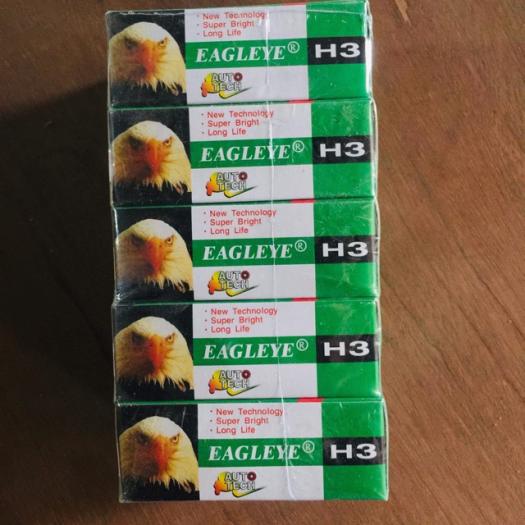 • New Technology
• Super Bright
• Long Life
EAGLEYE® H3
AUTO
TECH
• New Technology
• Super Bright
• Long Life
EAGLEYE® H3
AUTO
TECH
• New Technology
• Super Bright
• Long Life
EAGLEYE® H3
AUTO
TECH
• New Technology
• Super Bright
• Long Life
EAGLEYE® H3
AUTO
TECH
• New Technology
• Super Bright
• Long Life
EAGLEYE® H3
AUTO
TECH